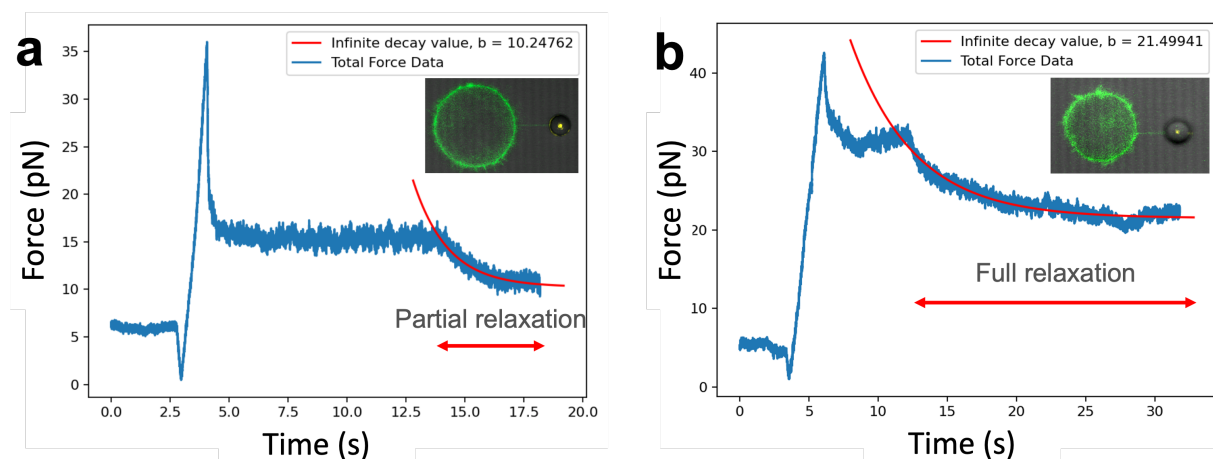 a
Infinite decay value, b = 10.24762
Total Force Data
Force (pN)
35
30
25
20
15
10
5
0
Partial relaxation
0.0 2.5 5.0 7.5 10.0 12.5 15.0 17.5 20.0
Time (s)
b
Infinite decay value, b = 21.49941
Total Force Data
Force (pN)
40
30
20
10
0
Full relaxation
0 5 10 15 20 25 30
Time (s)